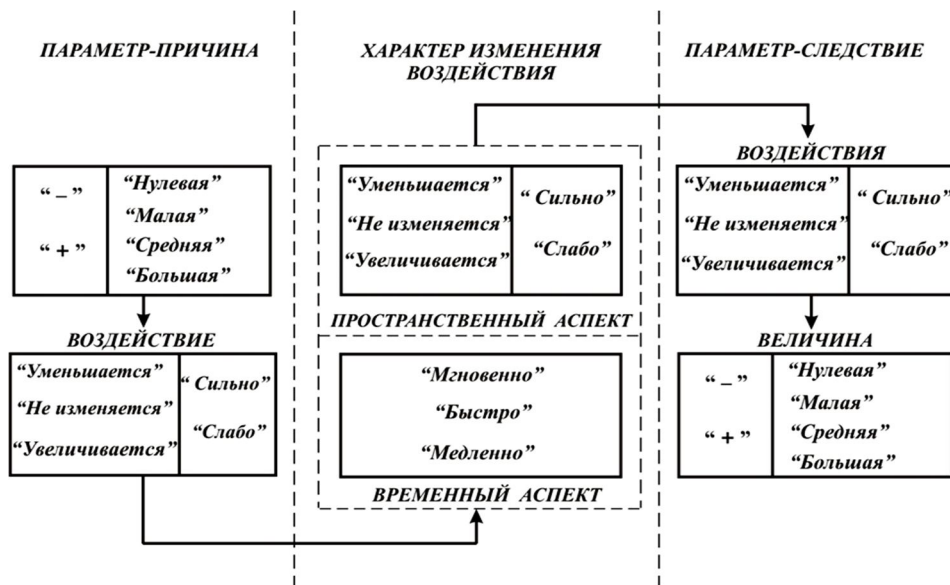 ПАРАМЕТР-ПРИЧИНА
“ – ”
“ + ”
“Нулевая”
“Малая”
“Средняя”
“Большая”
ВОЗДЕЙСТВИЕ
“Уменьшается”
“Не изменяется”
“Увеличивается”
“ Сильно”
“Слабо”
ХАРАКТЕР ИЗМЕНЕНИЯ
ВОЗДЕЙСТВИЯ
“Уменьшается”
“Не изменяется”
“Увеличивается”
“ Сильно”
“Слабо”
ПРОСТРАНСТВЕННЫЙ АСПЕКТ
“Мгновенно”
“Быстро”
“Медленно”
ВРЕМЕННЫЙ АСПЕКТ
ПАРАМЕТР-СЛЕДСТВИЕ
ВОЗДЕЙСТВИЯ
“Уменьшается”
“Не изменяется”
“Увеличивается”
“ Сильно”
“Слабо”
ВЕЛИЧИНА
“ – ”
“ + ”
“Нулевая”
“Малая”
“Средняя”
“Большая”